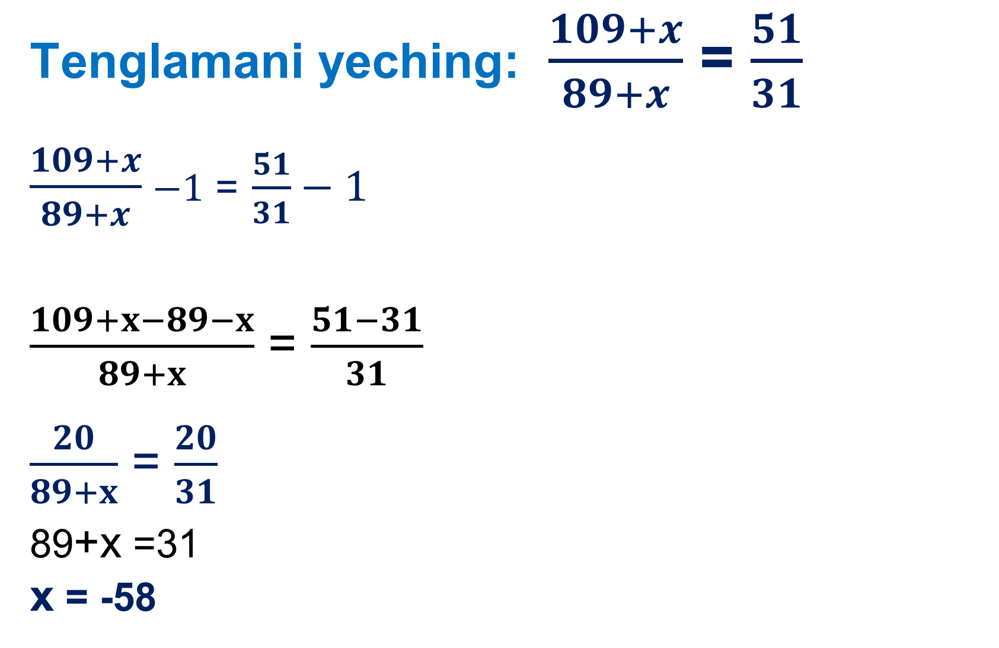 Tenglamani yeching: (109+x)/(89+x) = 51/31
(109+x)/(89+x) −1 = 51/31 − 1
(109+x−89−x)/(89+x) = (51−31)/31
20/(89+x) = 20/31
89+x =31
x = -58